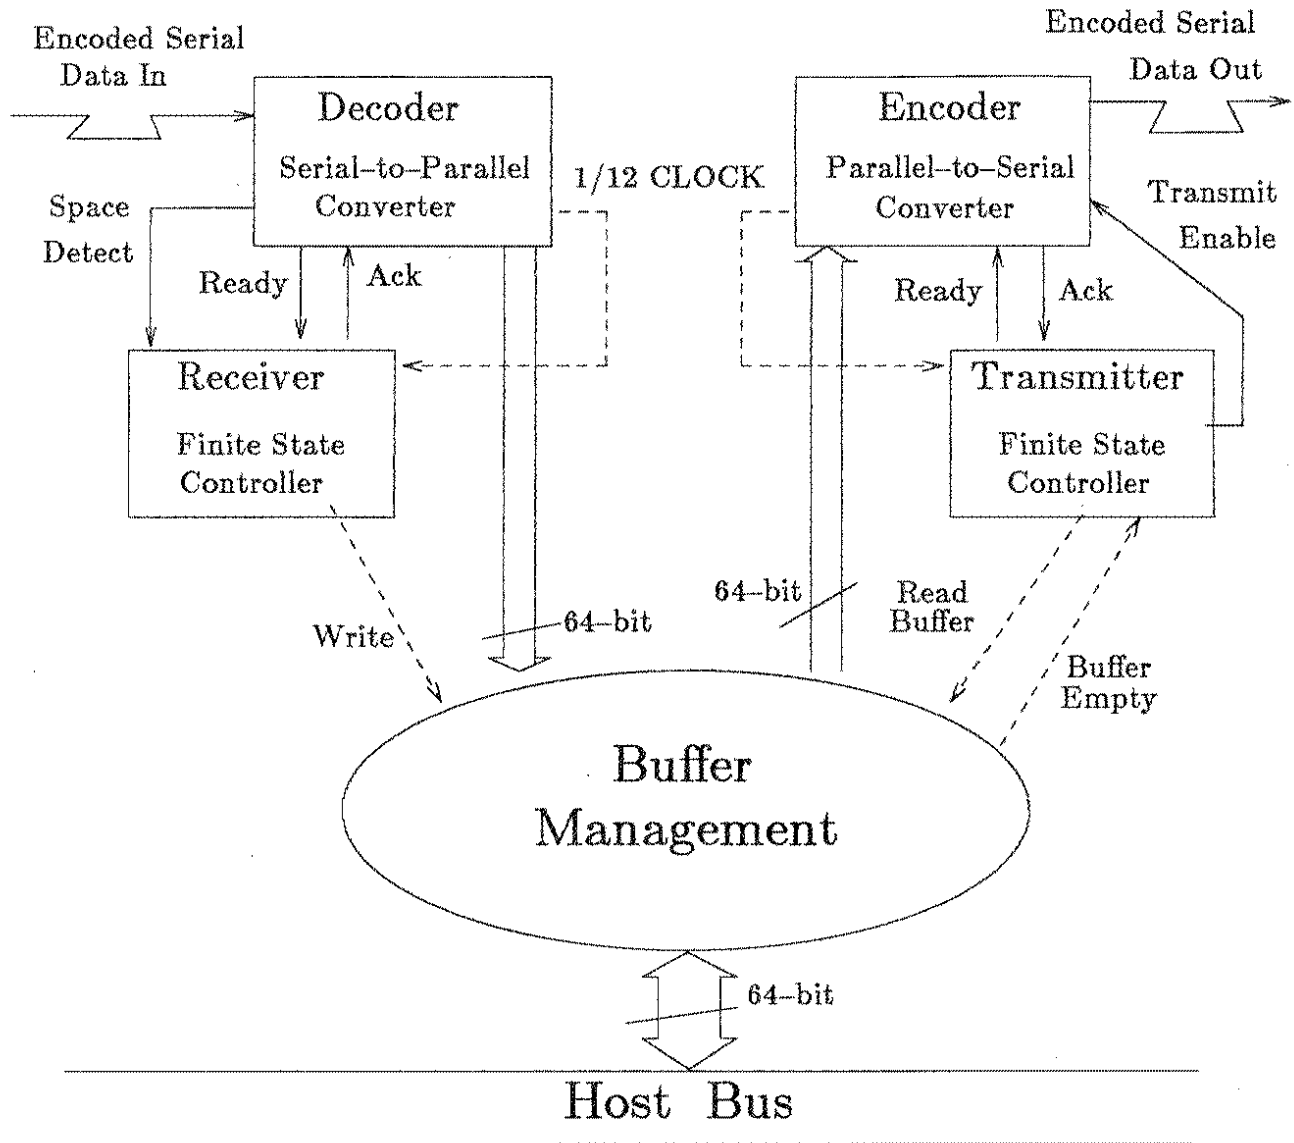 Encoded Serial
Data In
Encoded Serial
Data Out
Decoder
Serial–to–Parallel
Converter
1/12 CLOCK
Encoder
Parallel–to–Serial
Converter
Space
Detect
Ready
Ack
Ready
Ack
Transmit
Enable
Receiver
Finite State
Controller
Transmitter
Finite State
Controller
Write
64–bit
64–bit
Read
Buffer
Buffer
Empty
Buffer
Management
64–bit
Host Bus